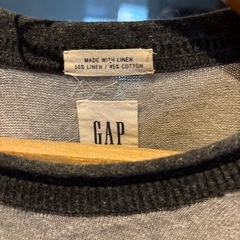 MADE WITH LINEN
55% LINEN / 45% COTTON
GAP